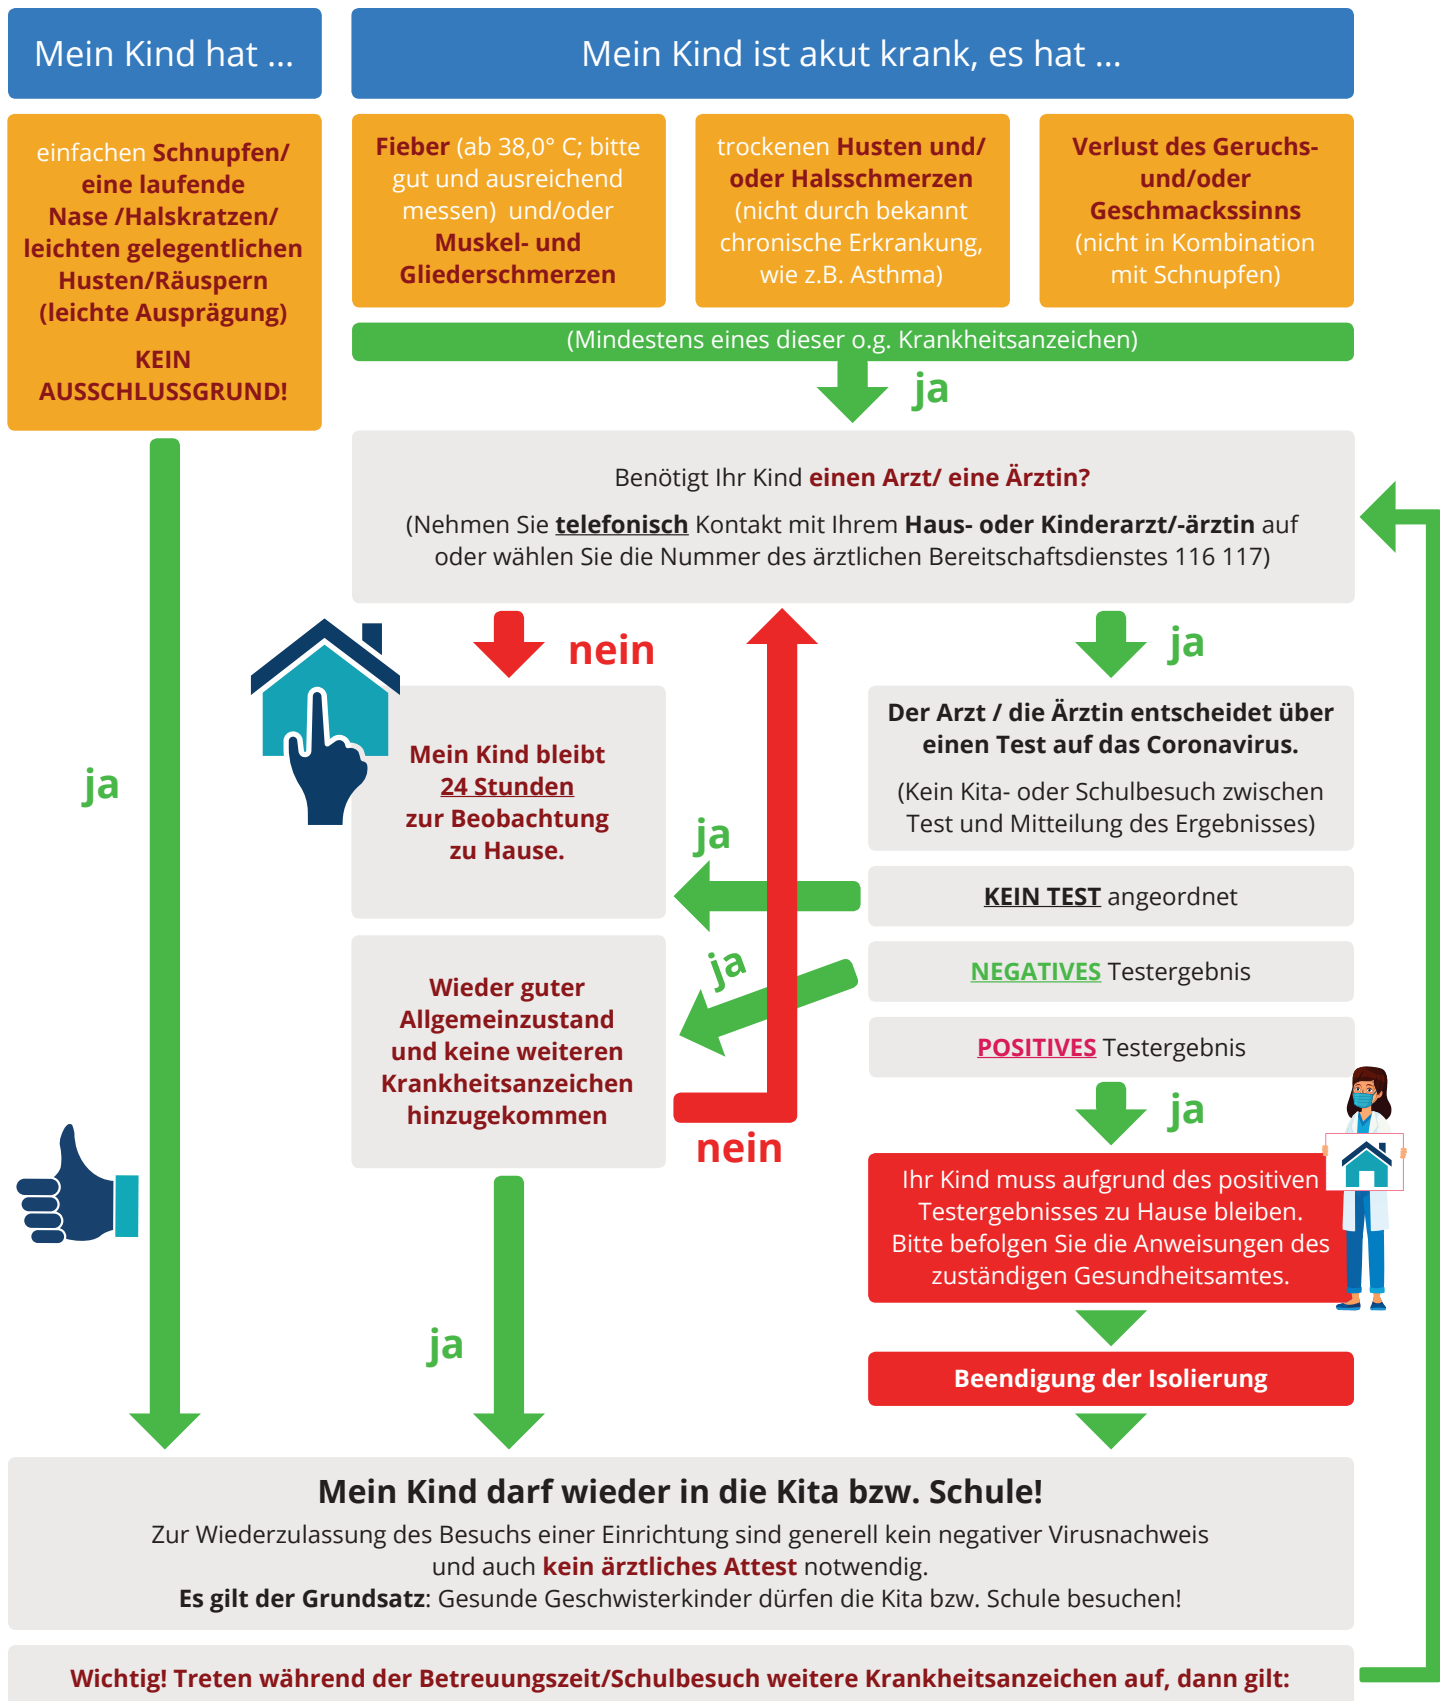 Mein Kind hat ...
einfachen Schnupfen/
eine laufende
Nase /Halskratzen/
leichten gelegentlichen
Husten/Räuspern
(leichte Ausprägung)
KEIN
AUSSCHLUSSGRUND!
ja
Mein Kind ist akut krank, es hat ...
Fieber (ab 38,0° C; bitte
gut und ausreichend
messen) und/oder
Muskel- und
Gliederschmerzen
trockenen Husten und/
oder Halsschmerzen
(nicht durch bekannt
chronische Erkrankung,
wie z.B. Asthma)
Verlust des Geruchs-
und/oder
Geschmackssinns
(nicht in Kombination
mit Schnupfen)
(Mindestens eines dieser o.g. Krankheitsanzeichen)
ja
Benötigt Ihr Kind einen Arzt/ eine Ärztin?
(Nehmen Sie telefonisch Kontakt mit Ihrem Haus- oder Kinderarzt/-ärztin auf
oder wählen Sie die Nummer des ärztlichen Bereitschaftsdienstes 116 117)
nein
Mein Kind bleibt
24 Stunden
zur Beobachtung
zu Hause.
Wieder guter
Allgemeinzustand
und keine weiteren
Krankheitsanzeichen
hinzugekommen
nein
ja
ja
Der Arzt / die Ärztin entscheidet über
einen Test auf das Coronavirus.
(Kein Kita- oder Schulbesuch zwischen
Test und Mitteilung des Ergebnisses)
KEIN TEST angeordnet
ja
NEGATIVES Testergebnis
ja
POSITIVES Testergebnis
ja
Ihr Kind muss aufgrund des positiven
Testergebnisses zu Hause bleiben.
Bitte befolgen Sie die Anweisungen des
zuständigen Gesundheitsamtes.
Beendigung der Isolierung
Mein Kind darf wieder in die Kita bzw. Schule!
Zur Wiederzulassung des Besuchs einer Einrichtung sind generell kein negativer Virusnachweis
und auch kein ärztliches Attest notwendig.
Es gilt der Grundsatz: Gesunde Geschwisterkinder dürfen die Kita bzw. Schule besuchen!
Wichtig! Treten während der Betreuungszeit/Schulbesuch weitere Krankheitsanzeichen auf, dann gilt: